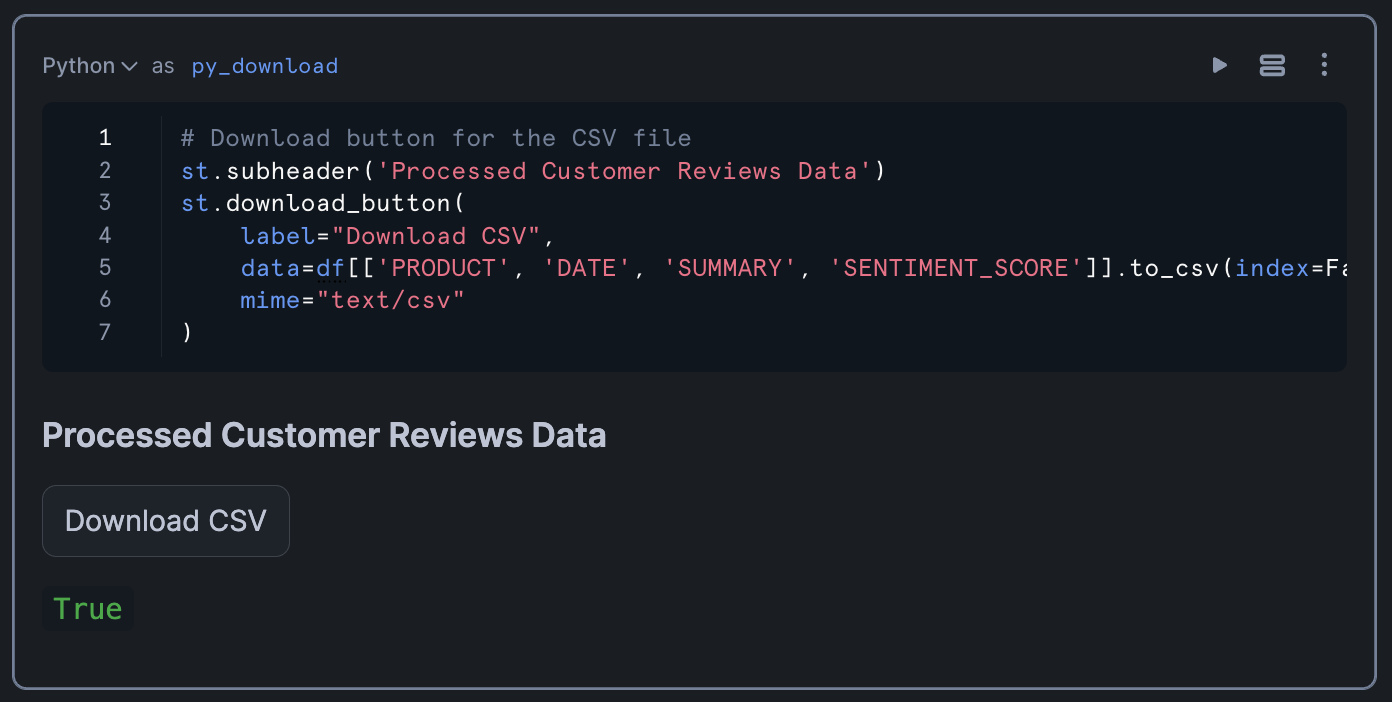 Python as py_download
1 # Download button for the CSV file
2 st.subheader('Processed Customer Reviews Data')
3 st.download_button(
4     label="Download CSV",
5     data=df[['PRODUCT', 'DATE', 'SUMMARY', 'SENTIMENT_SCORE']].to_csv(index=Fa
6     mime="text/csv"
7 )
Processed Customer Reviews Data
Download CSV
True